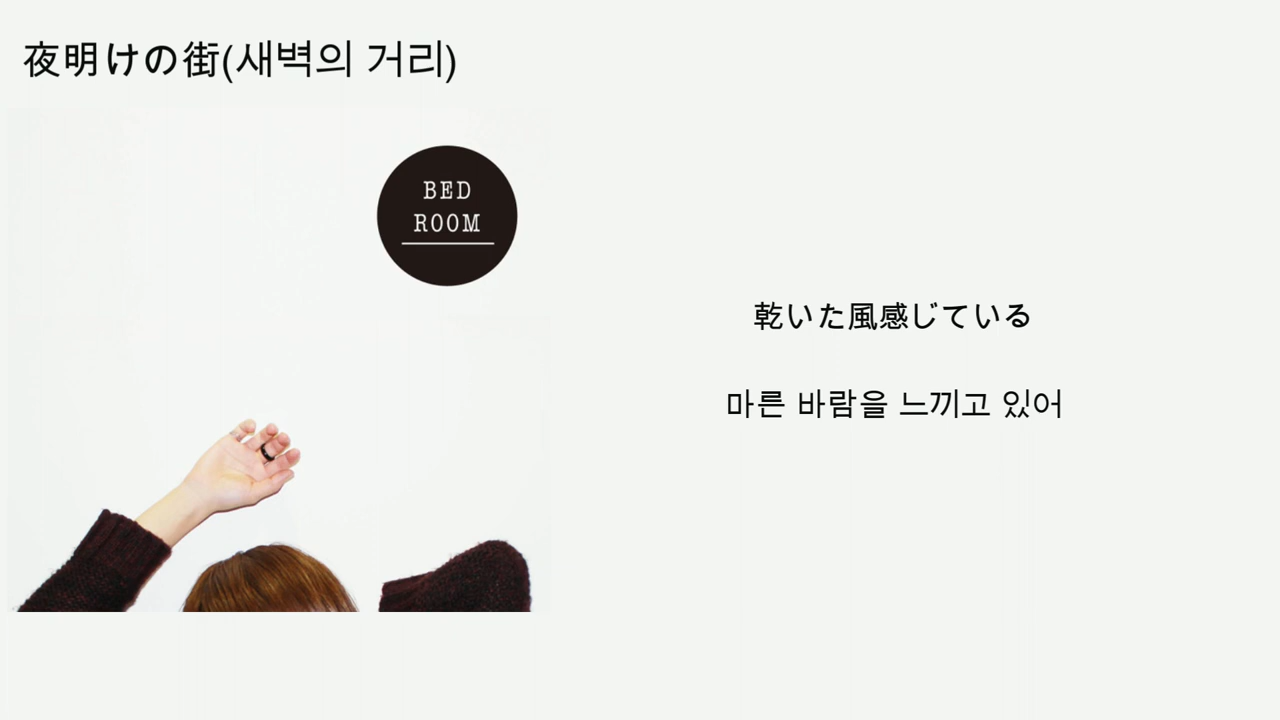 夜明けの街(새벽의 거리)
BED
ROOM
乾いた風感じている
마른 바람을 느끼고 있어